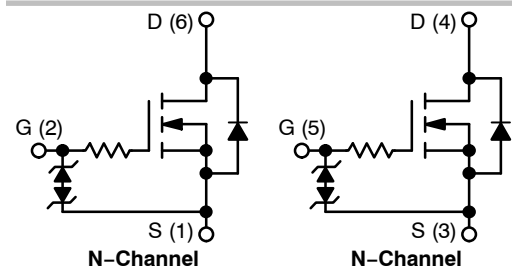 D (6)
D (4)
G (2)
G (5)
S (1)
S (3)
N−Channel
N−Channel